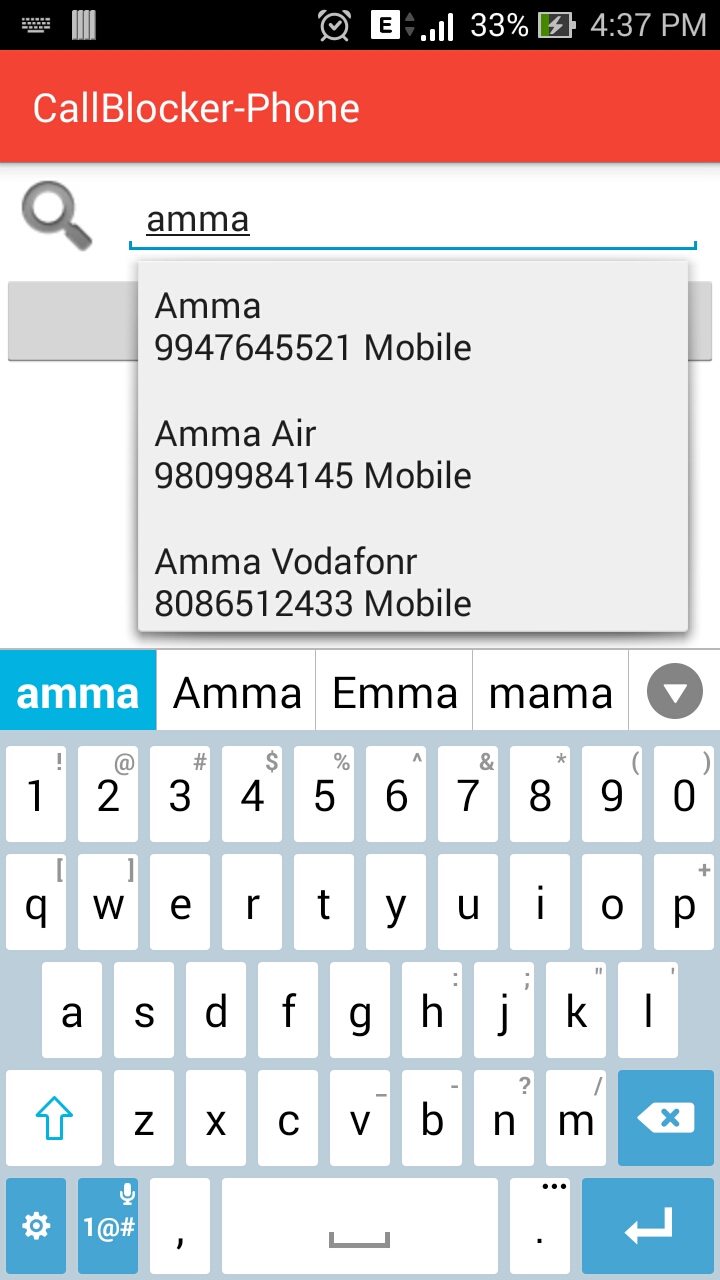 E 33% 4:37 PM
CallBlocker-Phone
amma
Amma
9947645521 Mobile
Amma Air
9809984145 Mobile
Amma Vodafonr
8086512433 Mobile
amma Amma Emma mama
! @ # $ % ^ & * ( )
1 2 3 4 5 6 7 8 9 0
[ ] +
q w e r t y u i o p
: ; " '
a s d f g h j k l
_ - ? /
z x c v b n m
1@# , . ...